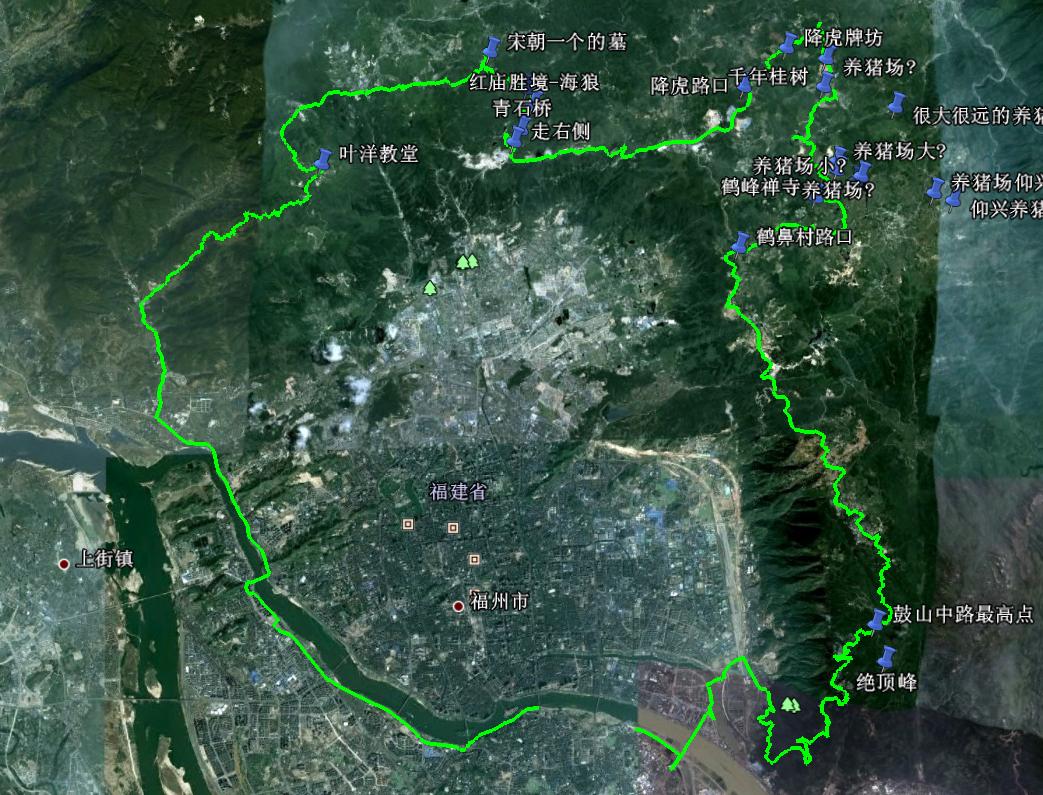 宋朝一个的墓
降虎牌坊
养猪场?
千年桂树
降虎路口
红庙胜境-海狼
青石桥
很大很远的养猪
走右侧
叶洋教堂
养猪场大?
养猪场小?
养猪场仰兴
鹤峰禅寺
养猪场?
仰兴养猪
鹤鼻村路口
福建省
上街镇
福州市
鼓山中路最高点
绝顶峰